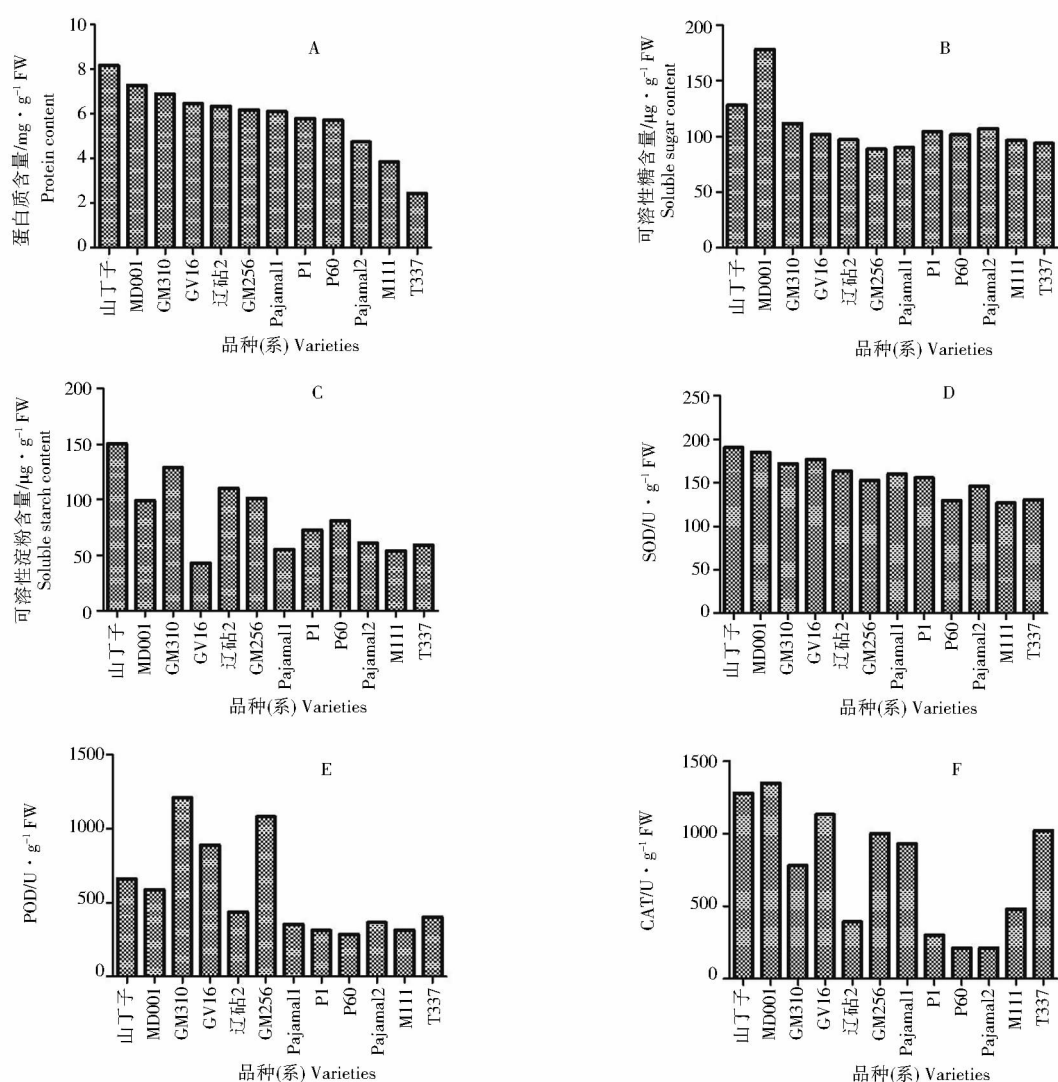 A
蛋白质含量/mg·g⁻¹ FW
Protein content
10
8
6
4
2
0
山丁子 MD001 GM310 GV16 辽砧2 GM256 Pajamal1 P1 P60 Pajamal2 M111 T337
品种(系) Varieties
B
可溶性糖含量/μg·g⁻¹ FW
Soluble sugar content
200
150
100
50
0
山丁子 MD001 GM310 GV16 辽砧2 GM256 Pajamal1 P1 P60 Pajamal2 M111 T337
品种(系) Varieties
C
可溶性淀粉含量/μg·g⁻¹ FW
Soluble starch content
200
150
100
50
0
山丁子 MD001 GM310 GV16 辽砧2 GM256 Pajamal1 P1 P60 Pajamal2 M111 T337
品种(系) Varieties
D
SOD/U·g⁻¹ FW
250
200
150
100
50
0
山丁子 MD001 GM310 GV16 辽砧2 GM256 Pajamal1 P1 P60 Pajamal2 M111 T337
品种(系) Varieties
E
POD/U·g⁻¹ FW
1500
1000
500
0
山丁子 MD001 GM310 GV16 辽砧2 GM256 Pajamal1 P1 P60 Pajamal2 M111 T337
品种(系) Varieties
F
CAT/U·g⁻¹ FW
1500
1000
500
0
山丁子 MD001 GM310 GV16 辽砧2 GM256 Pajamal1 P1 P60 Pajamal2 M111 T337
品种(系) Varieties